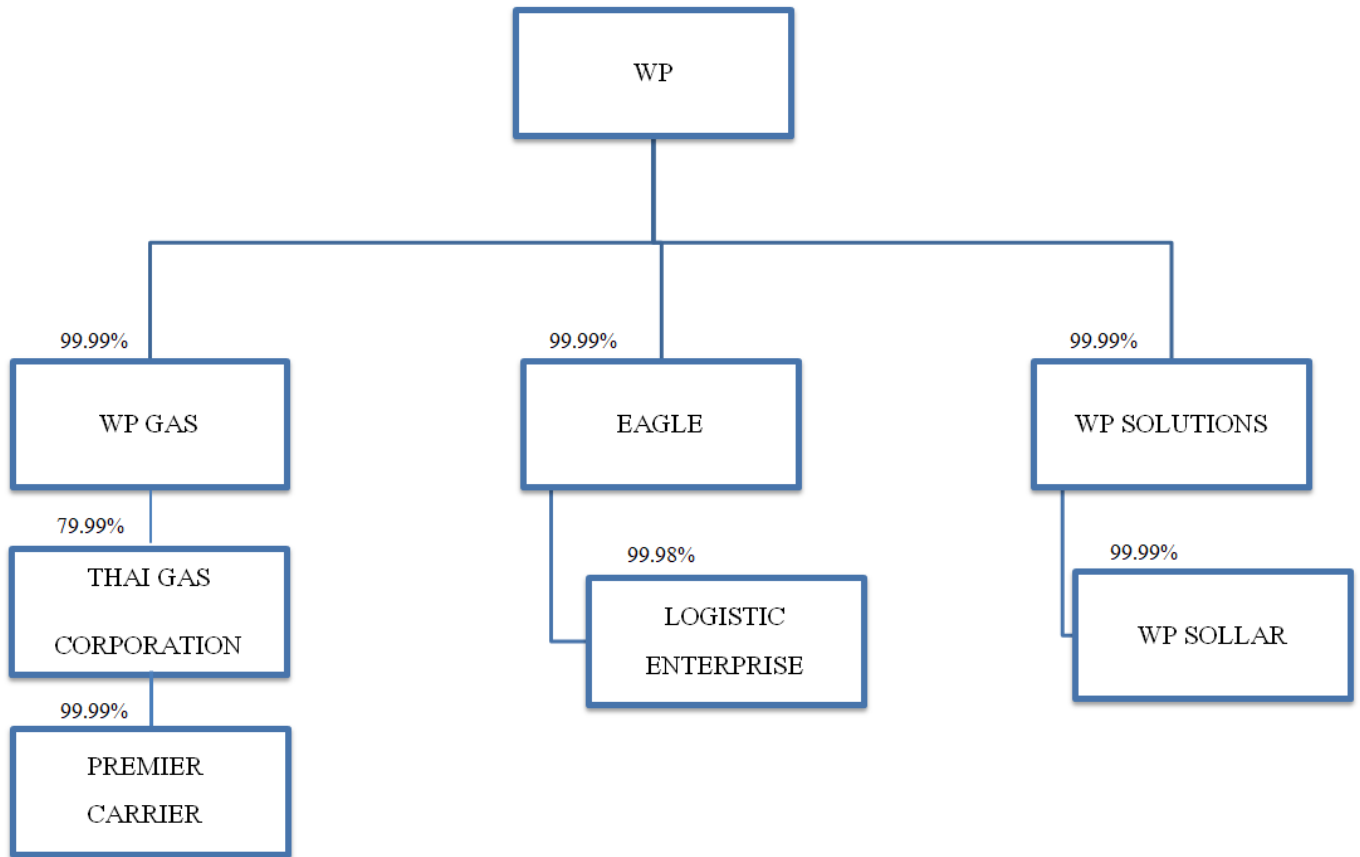 WP
99.99%
99.99%
99.99%
WP GAS
EAGLE
WP SOLUTIONS
79.99%
99.98%
99.99%
THAI GAS
CORPORATION
LOGISTIC
ENTERPRISE
WP SOLLAR
99.99%
PREMIER
CARRIER